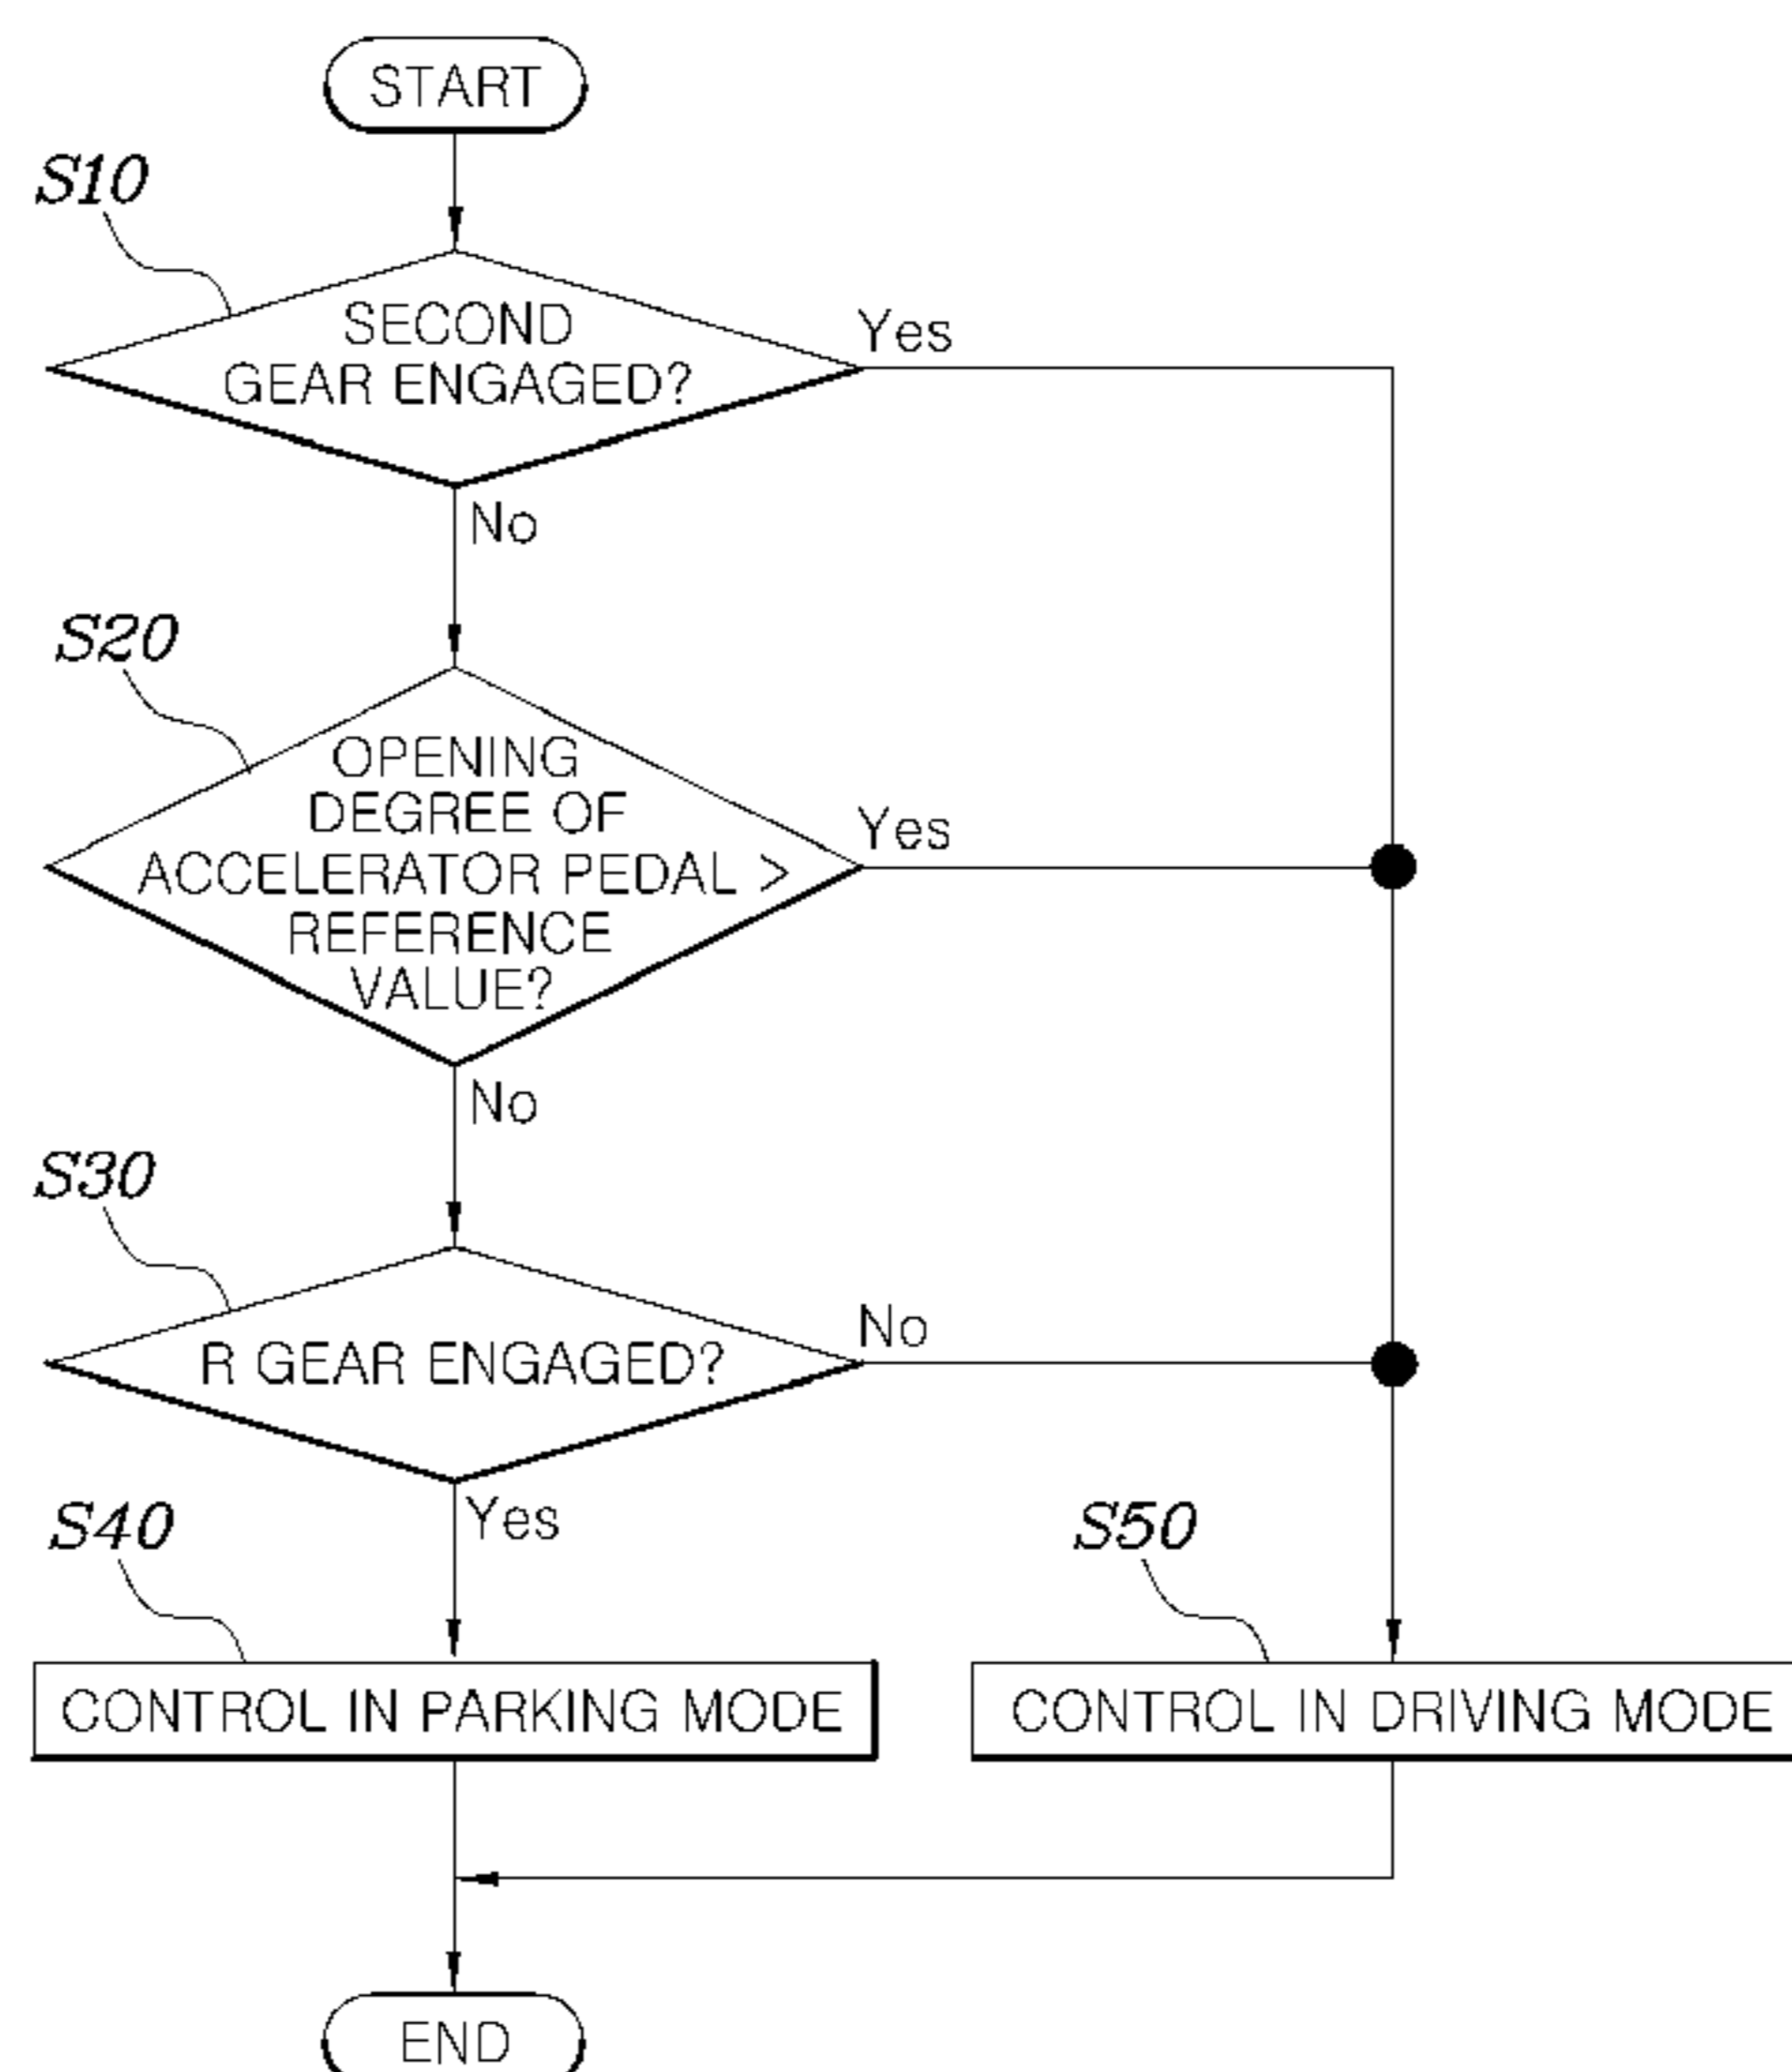 START
S10
SECOND
GEAR ENGAGED?
Yes
No
S20
OPENING
DEGREE OF
ACCELERATOR PEDAL >
REFERENCE
VALUE?
Yes
No
S30
R GEAR ENGAGED?
No
Yes
S40
S50
CONTROL IN PARKING MODE
CONTROL IN DRIVING MODE
END